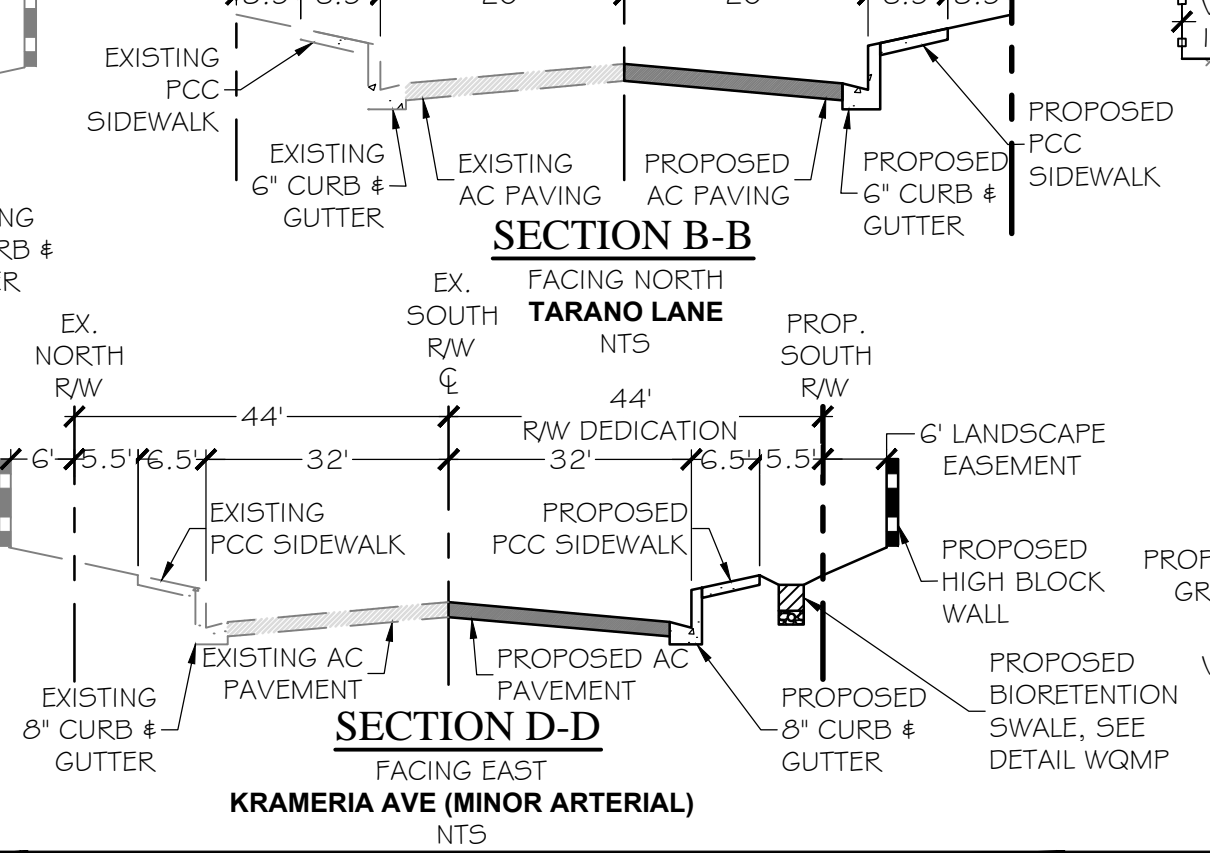 EXISTING
PCC
SIDEWALK
EXISTING
6" CURB &
GUTTER
EXISTING
AC PAVING
PROPOSED
AC PAVING
PROPOSED
6" CURB &
GUTTER
PROPOSED
PCC
SIDEWALK
SECTION B-B
FACING NORTH
TARANO LANE
NTS
EX.
NORTH
R/W
EX.
SOUTH
R/W
℄
PROP.
SOUTH
R/W
44'
44'
R/W DEDICATION
6'
5.5'
6.5'
32'
32'
6.5'
5.5'
6' LANDSCAPE
EASEMENT
EXISTING
PCC SIDEWALK
PROPOSED
PCC SIDEWALK
PROPOSED
HIGH BLOCK
WALL
EXISTING AC
PAVEMENT
PROPOSED AC
PAVEMENT
EXISTING
8" CURB &
GUTTER
PROPOSED
8" CURB &
GUTTER
PROPOSED
BIORETENTION
SWALE, SEE
DETAIL WQMP
SECTION D-D
FACING EAST
KRAMERIA AVE (MINOR ARTERIAL)
NTS